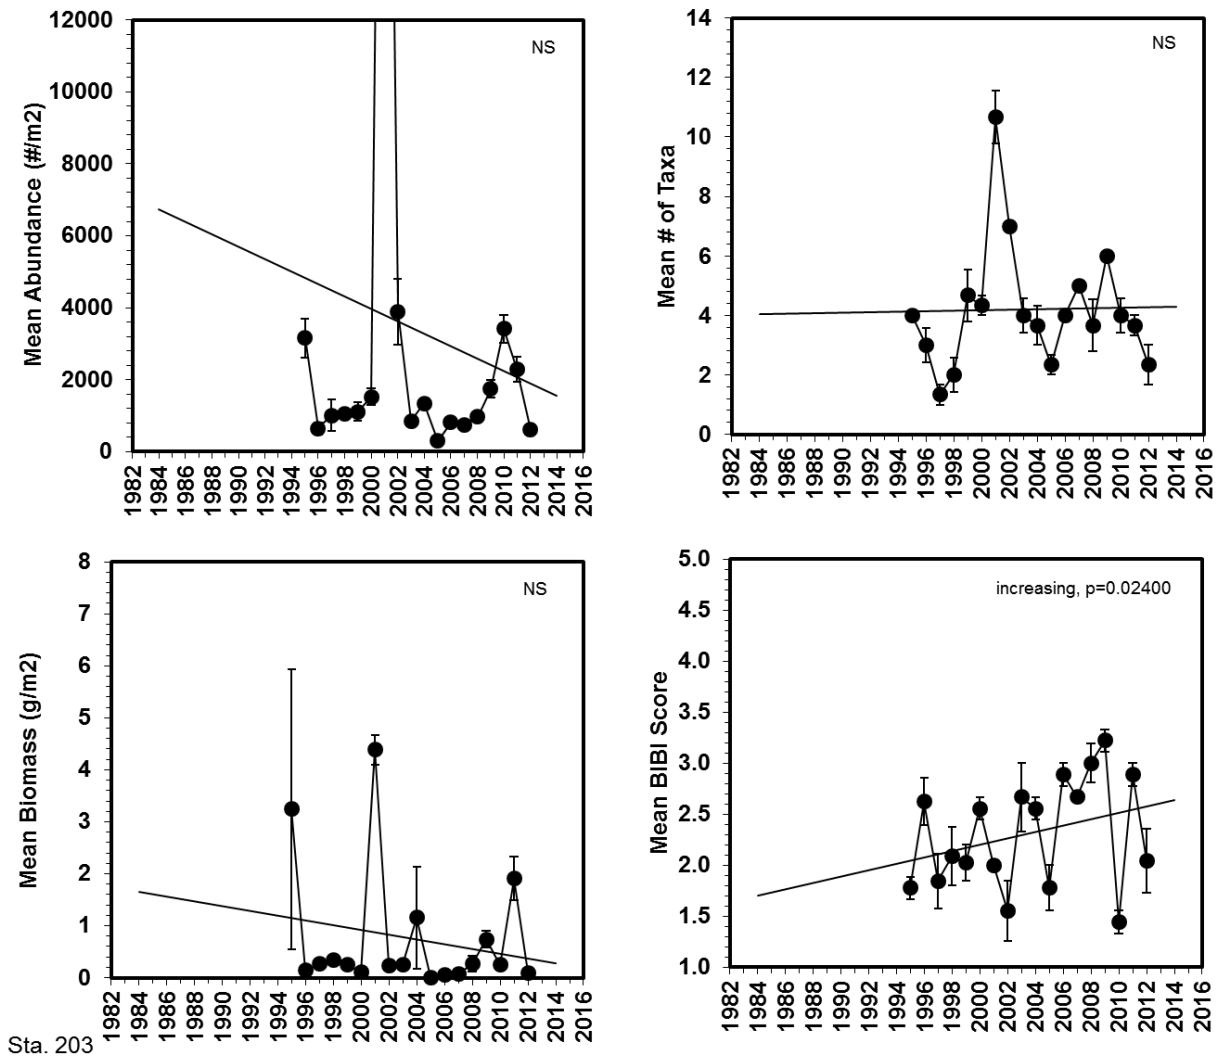 12000
10000
8000
6000
4000
2000
0
Mean Abundance (#/m2)
NS
1982 1984 1986 1988 1990 1992 1994 1996 1998 2000 2002 2004 2006 2008 2010 2012 2014 2016
14
12
10
8
6
4
2
0
Mean # of Taxa
NS
1982 1984 1986 1988 1990 1992 1994 1996 1998 2000 2002 2004 2006 2008 2010 2012 2014 2016
8
7
6
5
4
3
2
1
0
Mean Biomass (g/m2)
NS
1982 1984 1986 1988 1990 1992 1994 1996 1998 2000 2002 2004 2006 2008 2010 2012 2014 2016
5.0
4.5
4.0
3.5
3.0
2.5
2.0
1.5
1.0
Mean BIBI Score
increasing, p=0.02400
1982 1984 1986 1988 1990 1992 1994 1996 1998 2000 2002 2004 2006 2008 2010 2012 2014 2016
Sta. 203